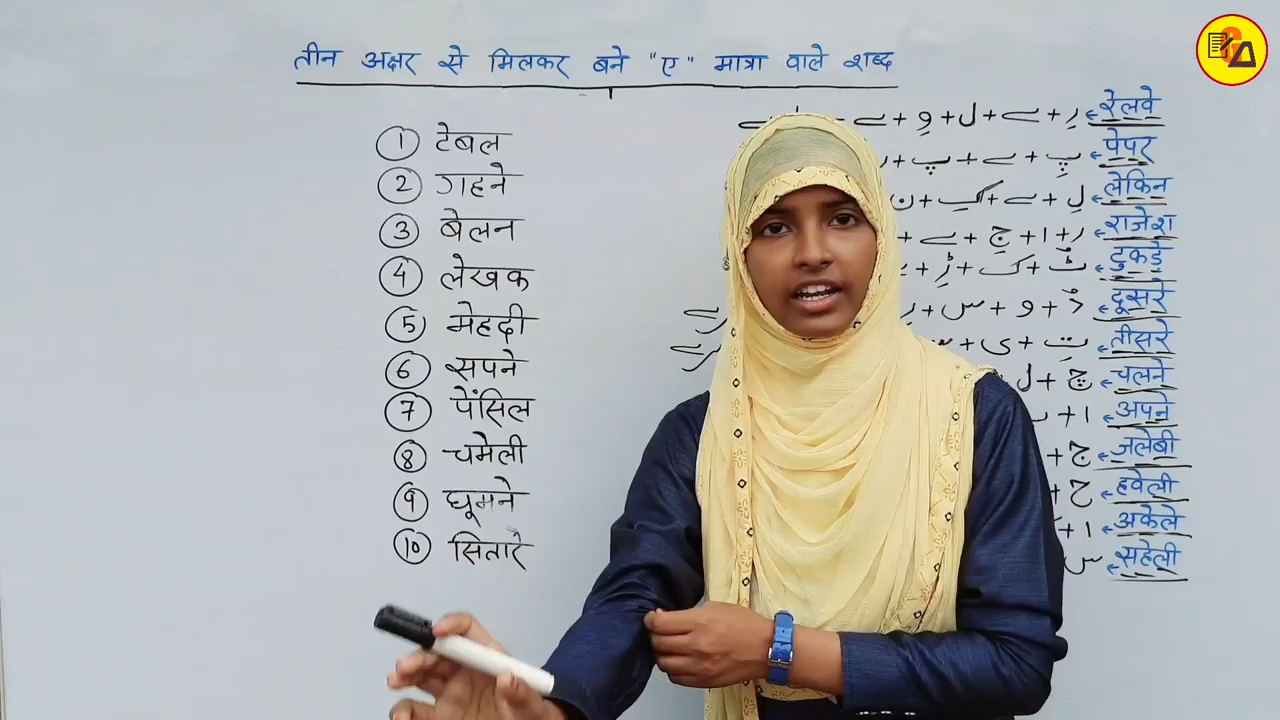 तीन अक्षर से मिलकर बने "ए" मात्रा वाले शब्द
① टेबल
② गहने
③ बेलन
④ लेखक
⑤ मेहदी
⑥ सपने
⑦ पेंसिल
⑧ चमेली
⑨ घूमने
⑩ सितारे
रेलवे ← رِ + ے + ل + وِ + ے
पेपर ← پِ + ے + پ + ر
लेकिन ← لِ + ے + کِ + ن
राजेश ← ر + ا + جِ + ے +
टुकड़े ← ٹُ + ک + ڑِ +
दूसरे ← دُ + و + س + رِ
तीसरे ← تِ + ی + س
चलने ← چ + ل
अपने ← ا +
जलेबी ← ج +
हवेली ← ح +
अकेले ← ا +
सहेली ← س